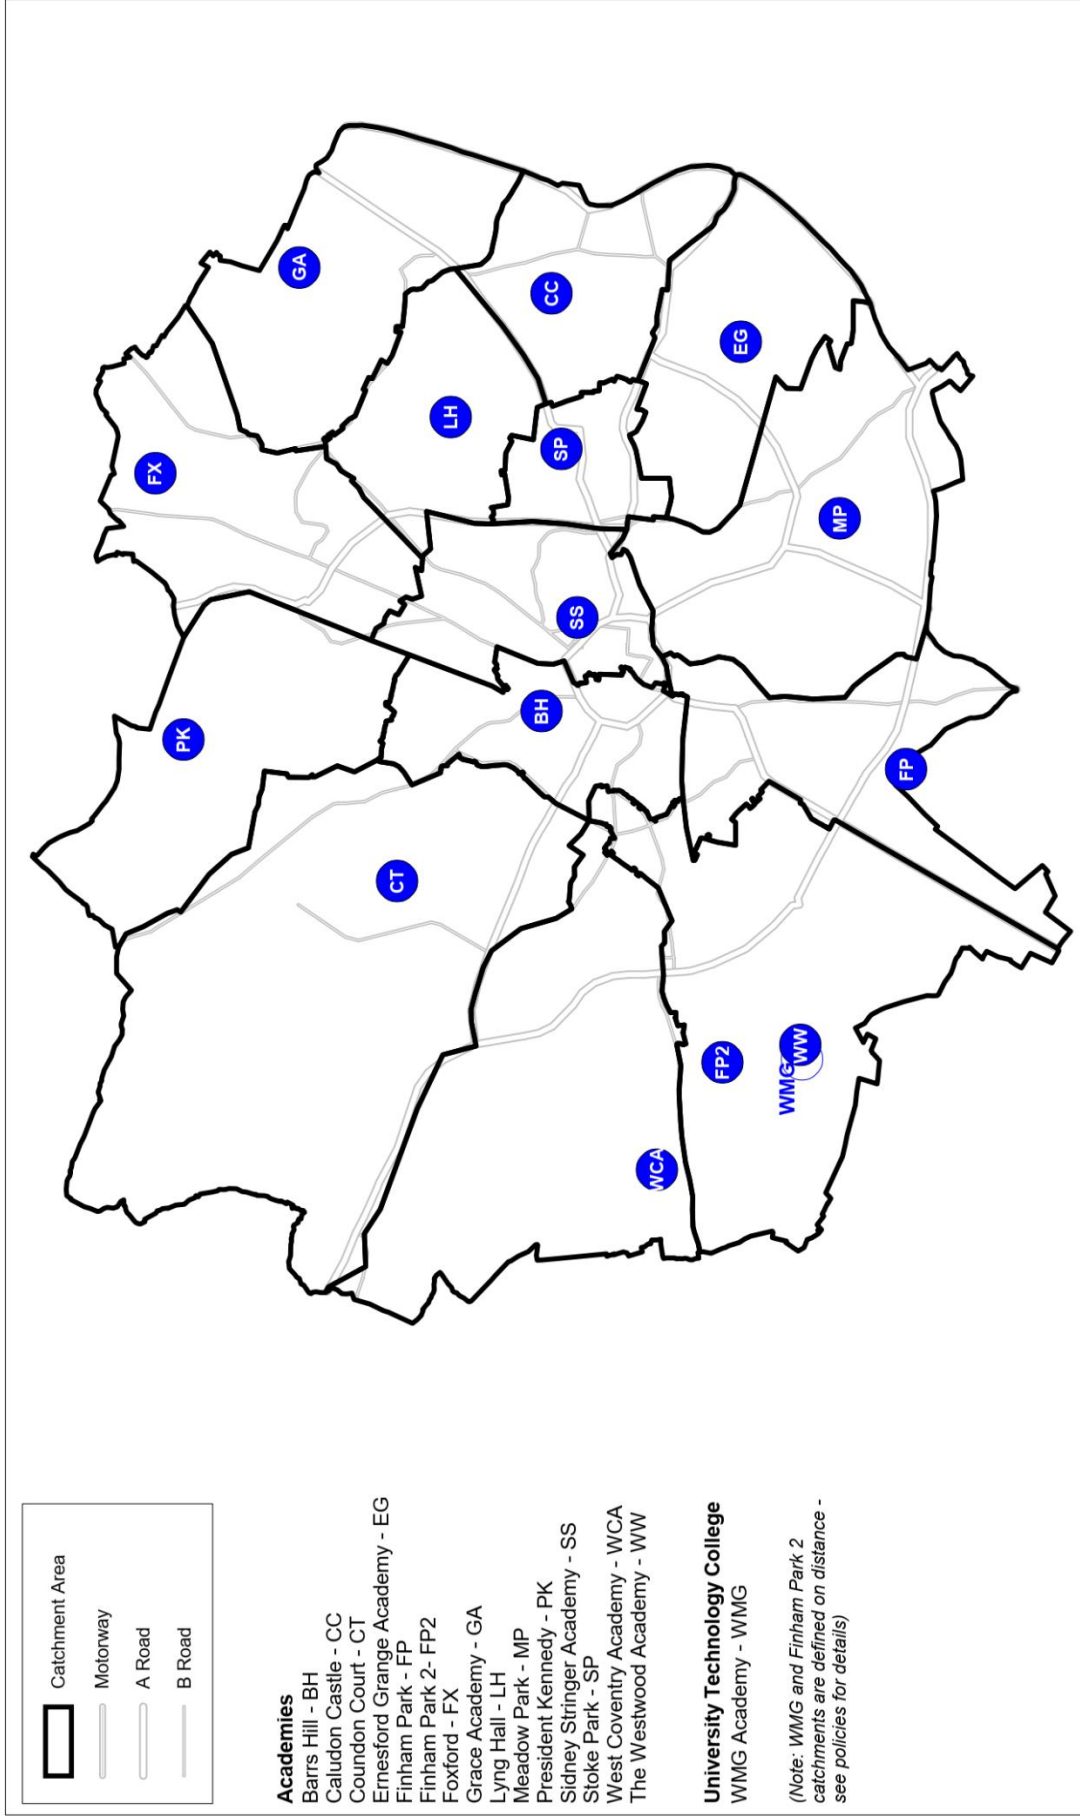 Catchment Area
Motorway
A Road
B Road
Academies
Barrs Hill - BH
Caludon Castle - CC
Coundon Court - CT
Ernesford Grange Academy - EG
Finham Park - FP
Finham Park 2- FP2
Foxford - FX
Grace Academy - GA
Lyng Hall - LH
Meadow Park - MP
President Kennedy - PK
Sidney Stringer Academy - SS
Stoke Park - SP
West Coventry Academy - WCA
The Westwood Academy - WW
University Technology College
WMG Academy - WMG
(Note: WMG and Finham Park 2
catchments are defined on distance -
see policies for details)
PK
FX
GA
CT
LH
BH
CC
SP
SS
WCA
FP2
EG
WMG
WW
MP
FP